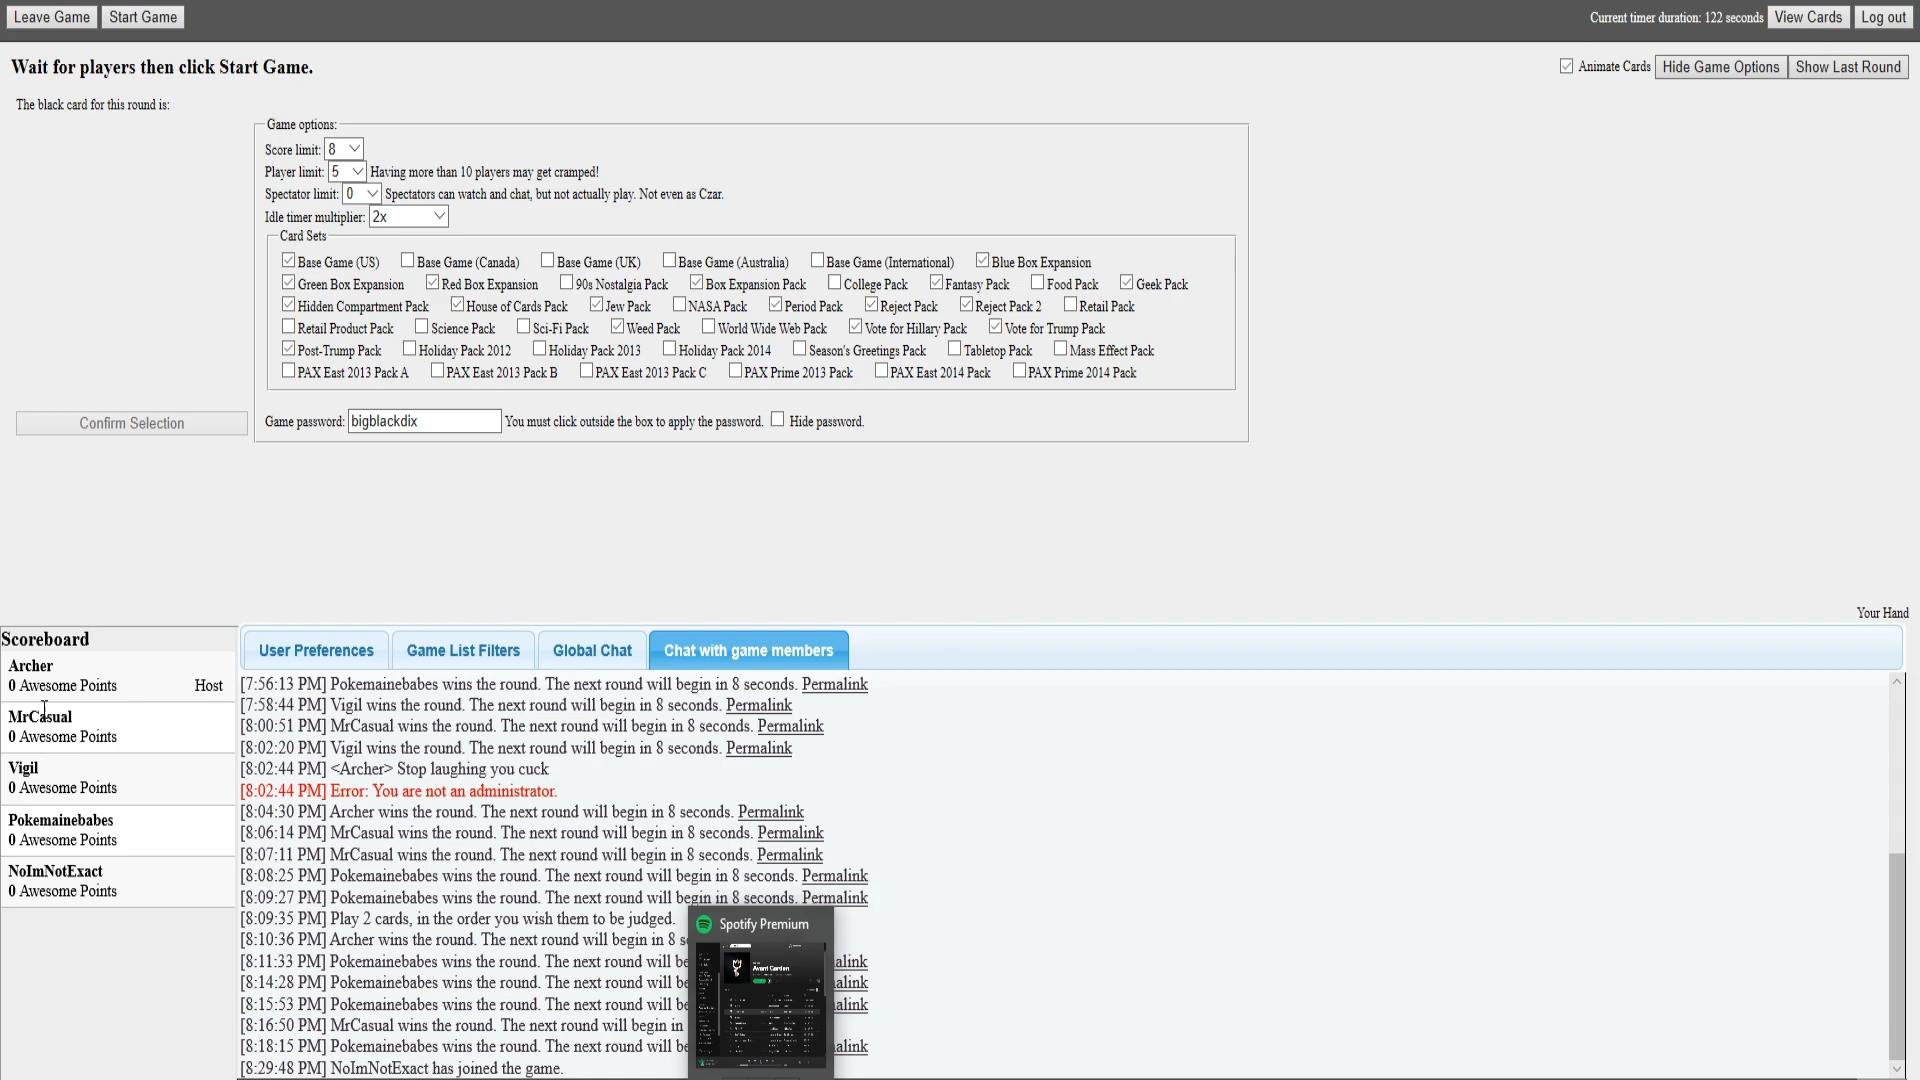 Leave Game Start Game Current timer duration: 122 seconds View Cards Log out
Wait for players then click Start Game. Animate Cards Hide Game Options Show Last Round
The black card for this round is:
Game options:
Score limit: 8
Player limit: 5 Having more than 10 players may get cramped!
Spectator limit: 0 Spectators can watch and chat, but not actually play. Not even as Czar.
Idle timer multiplier: 2x
Card Sets
Base Game (US) Base Game (Canada) Base Game (UK) Base Game (Australia) Base Game (International) Blue Box Expansion
Green Box Expansion Red Box Expansion 90s Nostalgia Pack Box Expansion Pack College Pack Fantasy Pack Food Pack Geek Pack
Hidden Compartment Pack House of Cards Pack Jew Pack NASA Pack Period Pack Reject Pack Reject Pack 2 Retail Pack
Retail Product Pack Science Pack Sci-Fi Pack Weed Pack World Wide Web Pack Vote for Hillary Pack Vote for Trump Pack
Post-Trump Pack Holiday Pack 2012 Holiday Pack 2013 Holiday Pack 2014 Season's Greetings Pack Tabletop Pack Mass Effect Pack
PAX East 2013 Pack A PAX East 2013 Pack B PAX East 2013 Pack C PAX Prime 2013 Pack PAX East 2014 Pack PAX Prime 2014 Pack
Confirm Selection
Game password: bigblackdix You must click outside the box to apply the password. Hide password.
Your Hand
Scoreboard
Archer
0 Awesome Points Host
MrCasual
0 Awesome Points
Vigil
0 Awesome Points
Pokemainebabes
0 Awesome Points
NoImNotExact
0 Awesome Points
User Preferences Game List Filters Global Chat Chat with game members
[7:56:13 PM] Pokemainebabes wins the round. The next round will begin in 8 seconds. Permalink
[7:58:44 PM] Vigil wins the round. The next round will begin in 8 seconds. Permalink
[8:00:51 PM] MrCasual wins the round. The next round will begin in 8 seconds. Permalink
[8:02:20 PM] Vigil wins the round. The next round will begin in 8 seconds. Permalink
[8:02:44 PM] <Archer> Stop laughing you cuck
[8:02:44 PM] Error: You are not an administrator.
[8:04:30 PM] Archer wins the round. The next round will begin in 8 seconds. Permalink
[8:06:14 PM] MrCasual wins the round. The next round will begin in 8 seconds. Permalink
[8:07:11 PM] MrCasual wins the round. The next round will begin in 8 seconds. Permalink
[8:08:25 PM] Pokemainebabes wins the round. The next round will begin in 8 seconds. Permalink
[8:09:27 PM] Pokemainebabes wins the round. The next round will begin in 8 seconds. Permalink
[8:09:35 PM] Play 2 cards, in the order you wish them to be judged.
[8:10:36 PM] Archer wins the round. The next round will begin in 8 s
[8:11:33 PM] Pokemainebabes wins the round. The next round will be alink
[8:14:28 PM] Pokemainebabes wins the round. The next round will be alink
[8:15:53 PM] Pokemainebabes wins the round. The next round will be alink
[8:16:50 PM] MrCasual wins the round. The next round will begin in
[8:18:15 PM] Pokemainebabes wins the round. The next round will be alink
[8:29:48 PM] NoImNotExact has joined the game.
Spotify Premium
Avant Garden